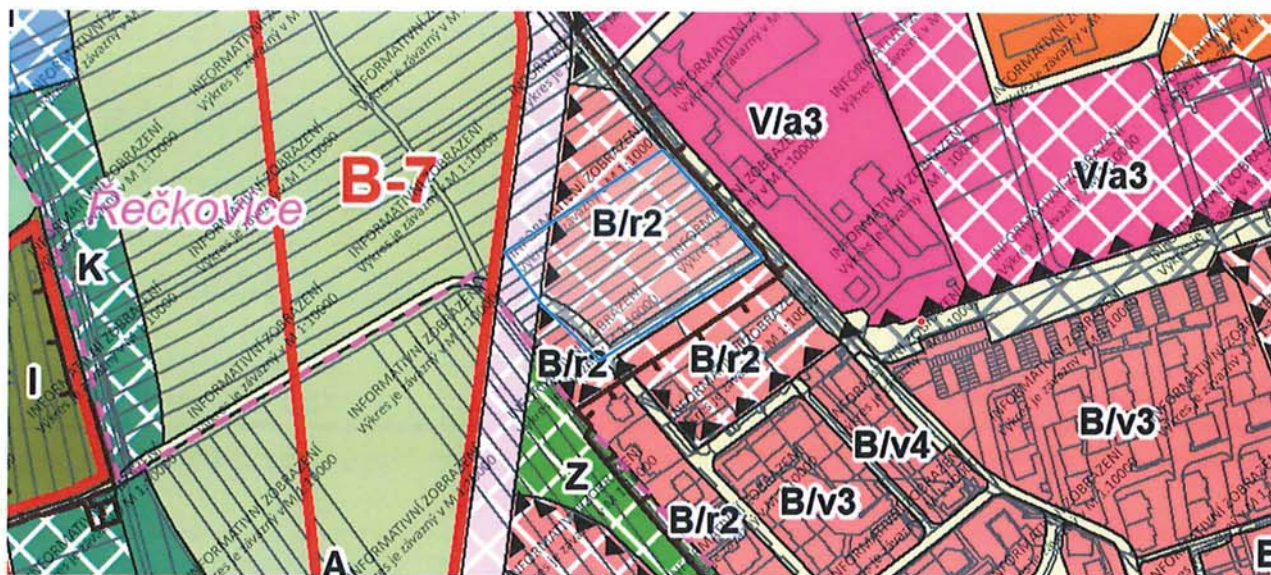 V/a3
V/a3
B-7
B/r2
Řečkovice
K
I
B/r2
B/r2
B/v3
B/v4
Z
B/v3
B/r2
A
INFORMATIVNÍ ZOBRAZENÍ
Výkres je závazný v M 1:10000